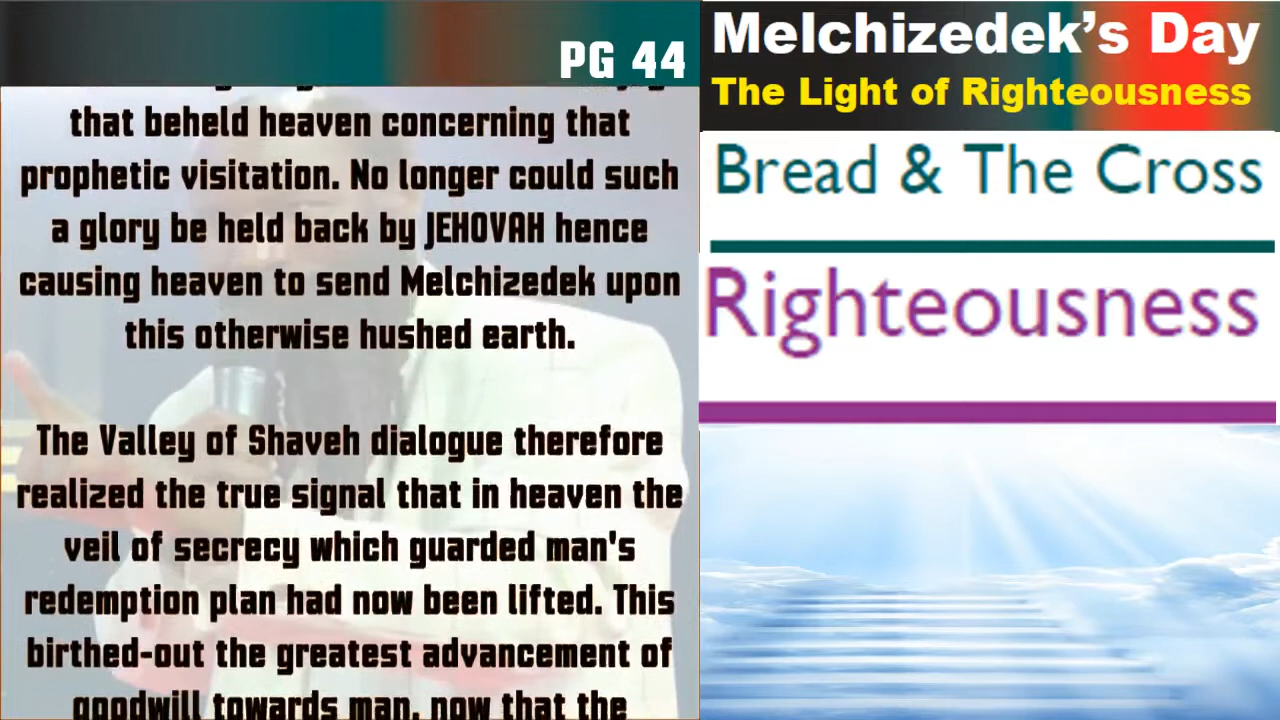 PG 44
that beheld heaven concerning that
prophetic visitation. No longer could such
a glory be held back by JEHOVAH hence
causing heaven to send Melchizedek upon
this otherwise hushed earth.
The Valley of Shaveh dialogue therefore
realized the true signal that in heaven the
veil of secrecy which guarded man's
redemption plan had now been lifted. This
birthed-out the greatest advancement of
goodwill towards man, now that the
Melchizedek's Day
The Light of Righteousness
Bread & The Cross
Righteousness